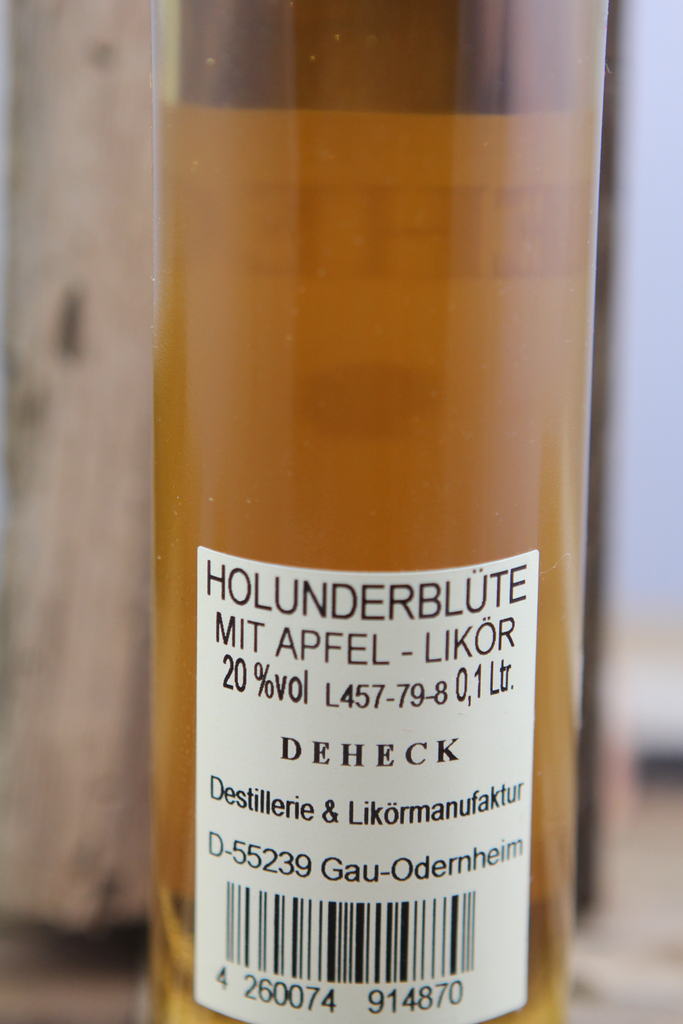 HOLUNDERBLÜTE
MIT APFEL - LIKÖR
20 %vol L457-79-8 0,1 Ltr.
DEHECK
Destillerie & Likörmanufaktur
D-55239 Gau-Odernheim
4 260074 914870